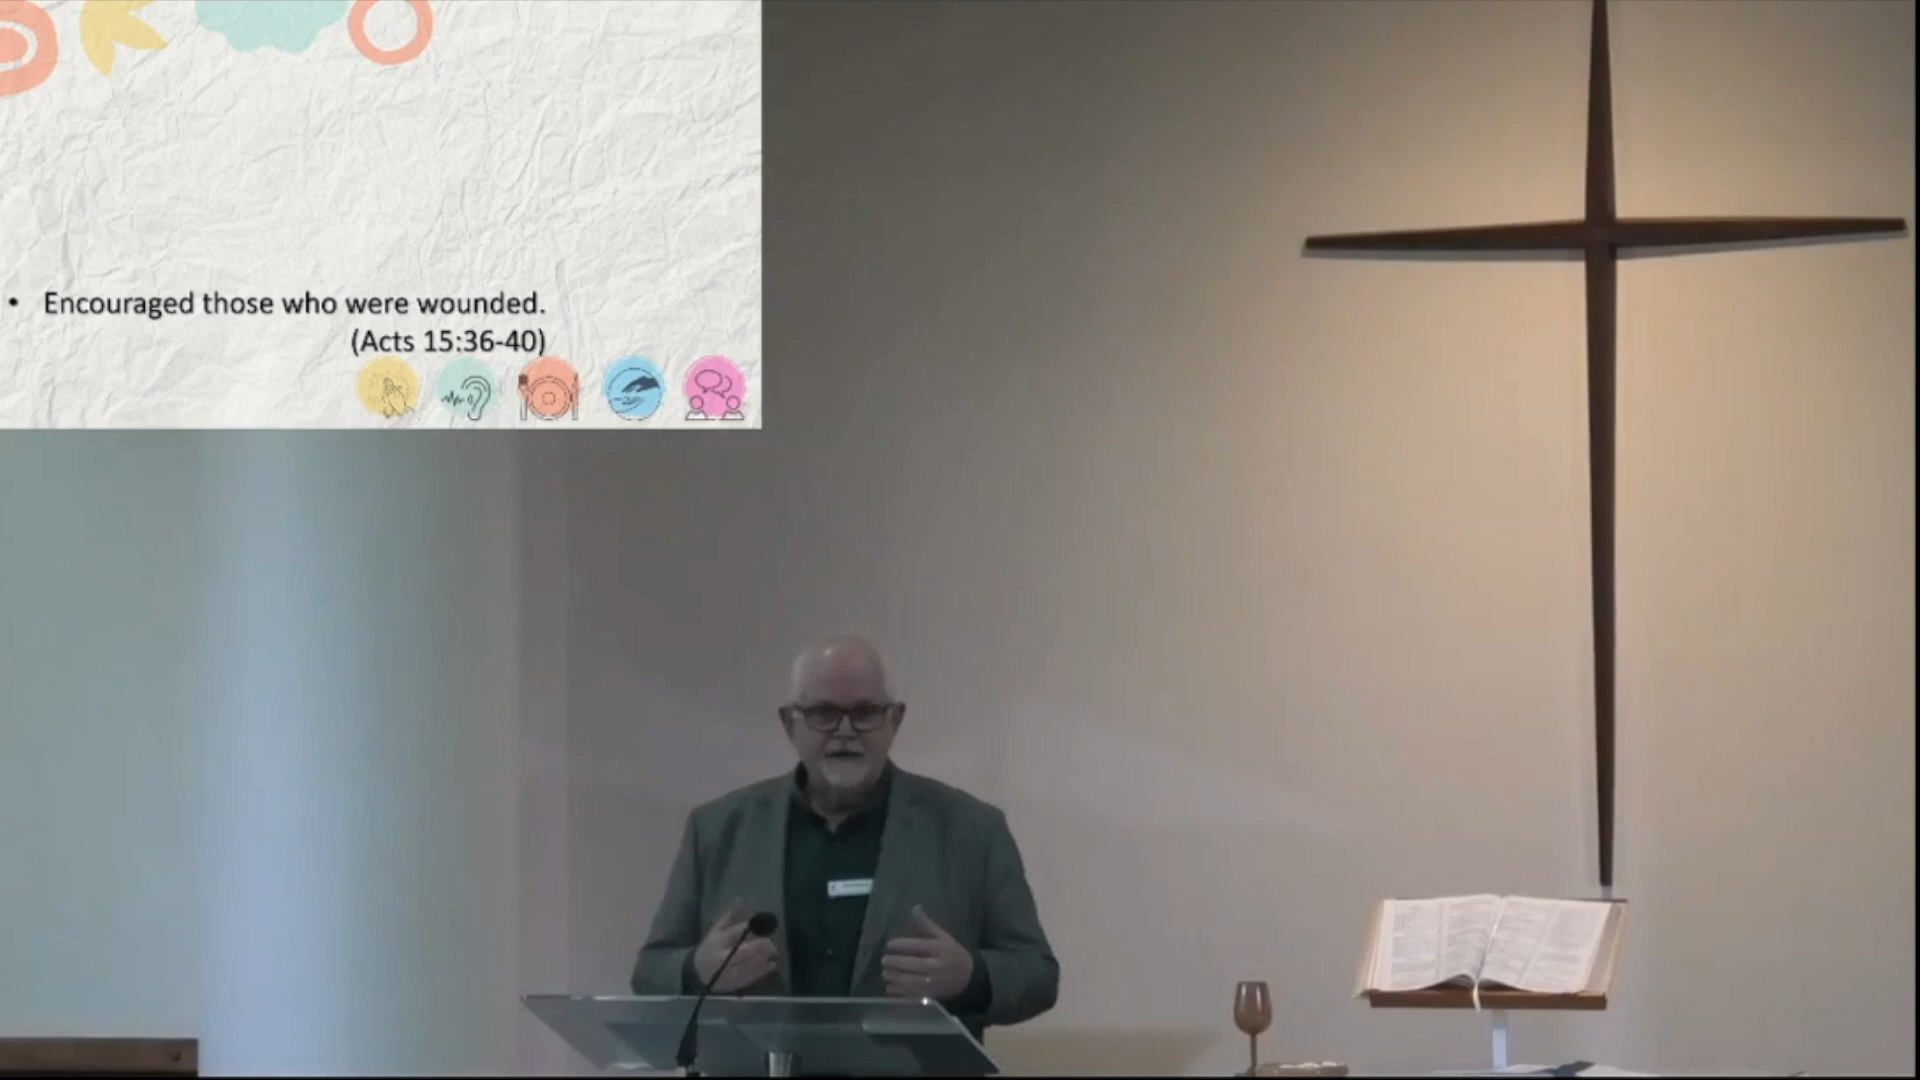 • Encouraged those who were wounded.
(Acts 15:36-40)